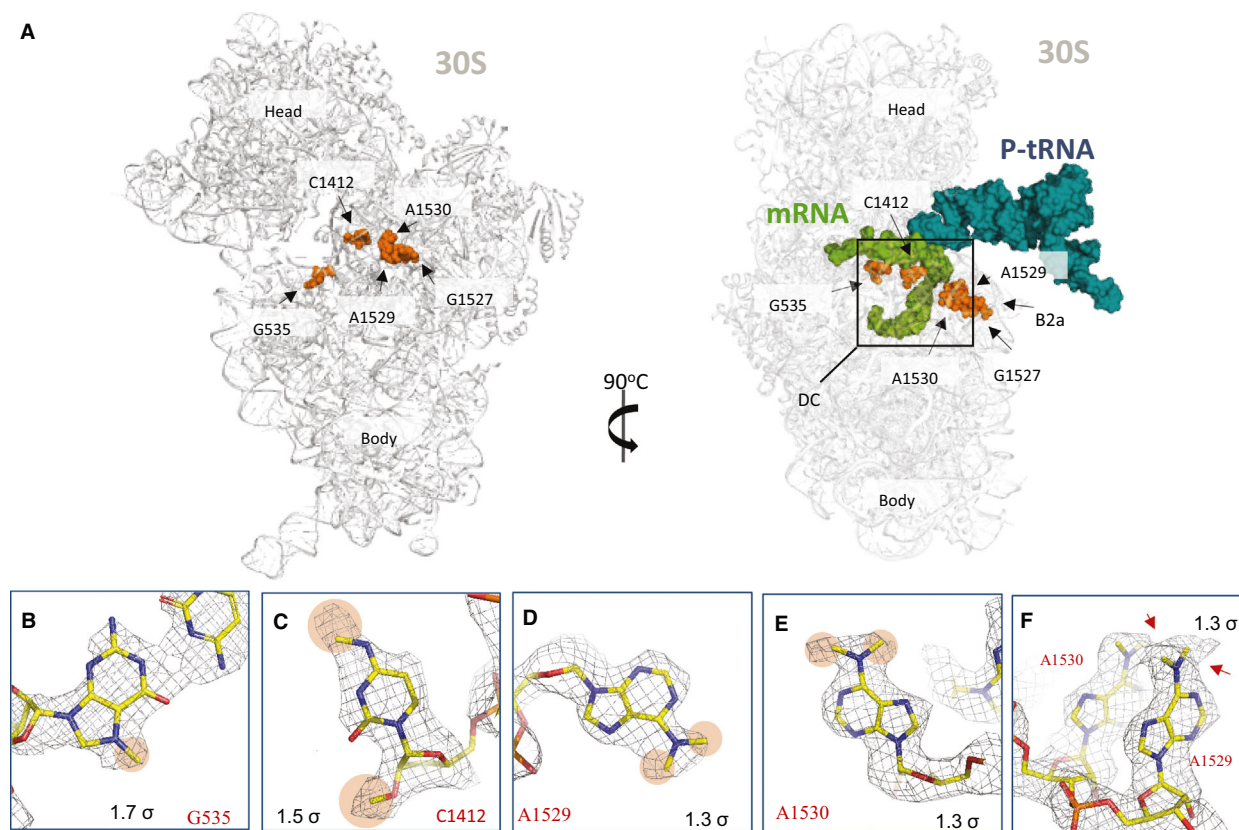 A
30S
Head
C1412
A1530
G535
A1529
G1527
Body
90°C
30S
Head
P-tRNA
mRNA
C1412
A1529
G535
B2a
A1530
G1527
DC
Body
B
1.7 σ
G535
C
1.5 σ
C1412
D
A1529
1.3 σ
E
A1530
1.3 σ
F
1.3 σ
A1530
A1529